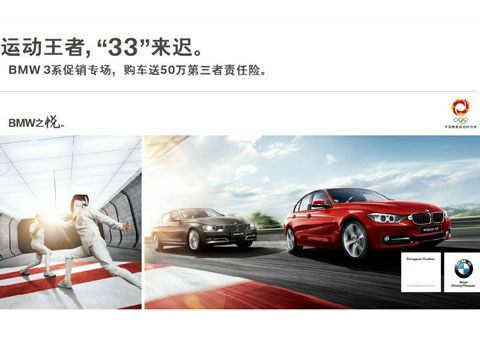 运动王者，“33”来迟。
BMW 3系促销专场，购车送50万第三者责任险。
BMW之悦
中国奥委会合作伙伴
Dongguan Huabao
BMW
Sheer
Driving Pleasure